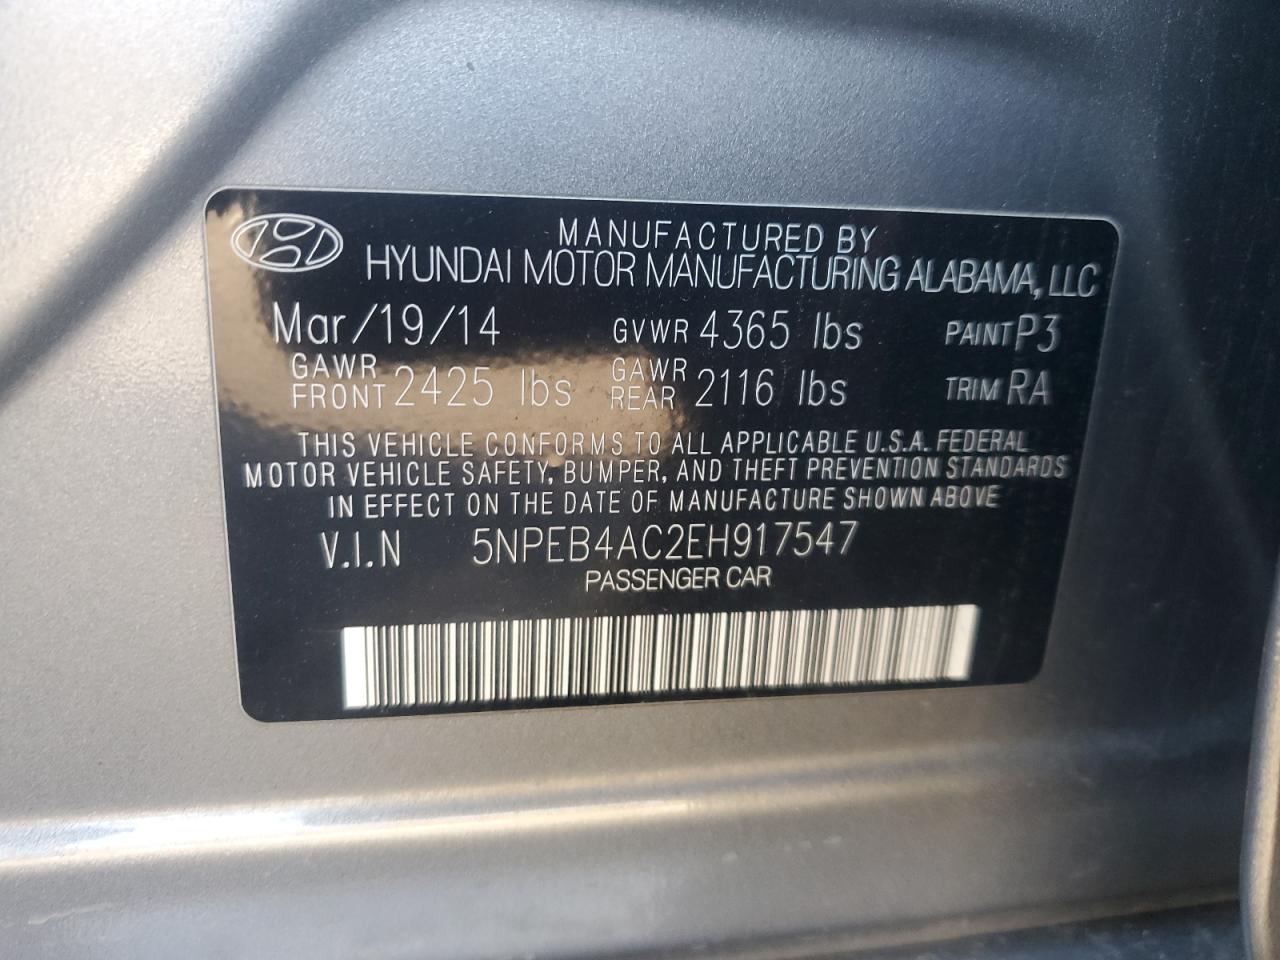 MANUFACTURED BY
HYUNDAI MOTOR MANUFACTURING ALABAMA, LLC
Mar/19/14 GVWR 4365 lbs PAINT P3
GAWR FRONT 2425 lbs GAWR REAR 2116 lbs TRIM RA
THIS VEHICLE CONFORMS TO ALL APPLICABLE U.S.A. FEDERAL
MOTOR VEHICLE SAFETY, BUMPER, AND THEFT PREVENTION STANDARDS
IN EFFECT ON THE DATE OF MANUFACTURE SHOWN ABOVE
V.I.N 5NPEB4AC2EH917547
PASSENGER CAR